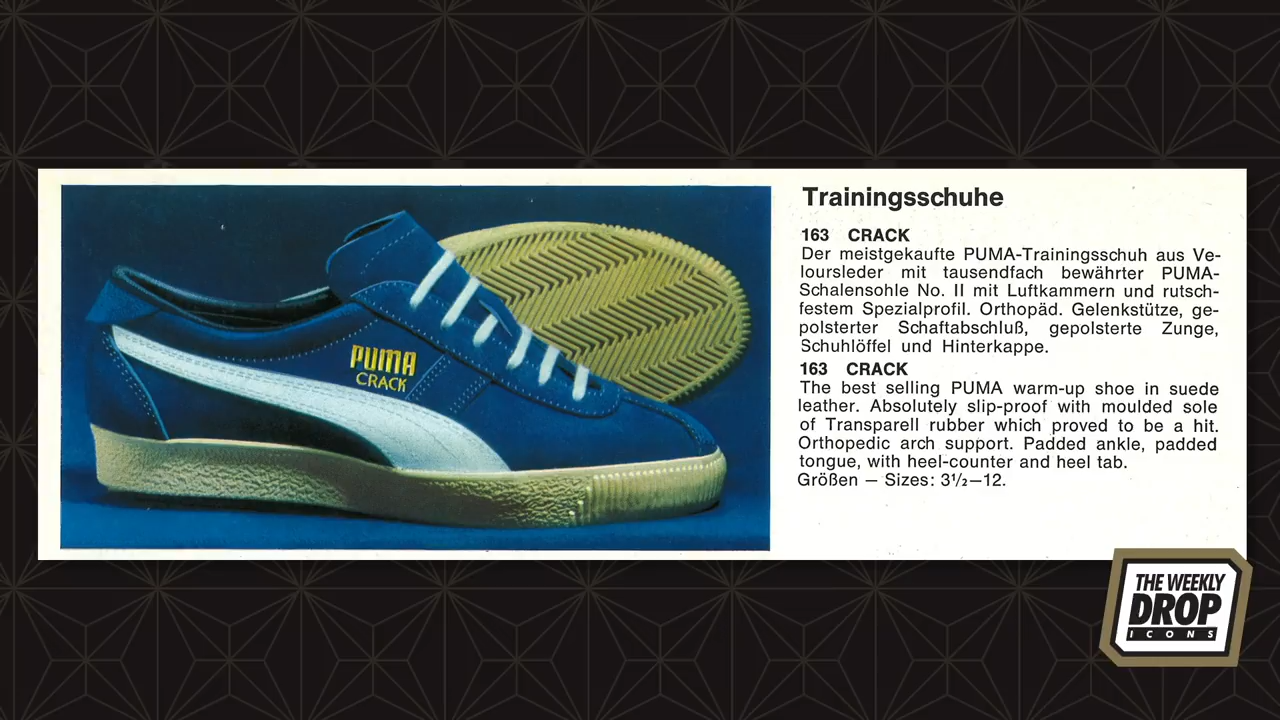 PUMA
CRACK
Trainingsschuhe
163 CRACK
Der meistgekaufte PUMA-Trainingsschuh aus Ve-
loursleder mit tausendfach bewährter PUMA-
Schalensohle No. II mit Luftkammern und rutsch-
festem Spezialprofil. Orthopäd. Gelenkstütze, ge-
polsterter Schaftabschluß, gepolsterte Zunge,
Schuhlöffel und Hinterkappe.
163 CRACK
The best selling PUMA warm-up shoe in suede
leather. Absolutely slip-proof with moulded sole
of Transparell rubber which proved to be a hit.
Orthopedic arch support. Padded ankle, padded
tongue, with heel-counter and heel tab.
Größen — Sizes: 3½—12.
THE WEEKLY
DROP
ICONS